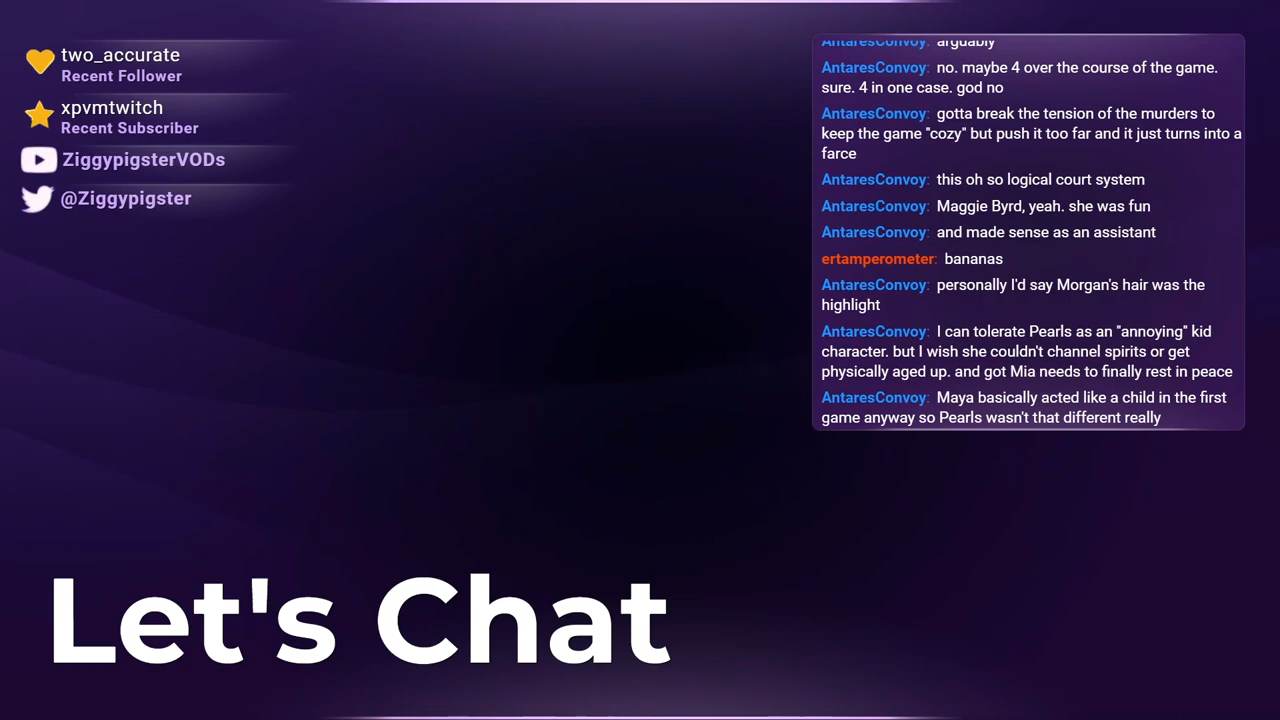 two_accurate
Recent Follower
xpvmtwitch
Recent Subscriber
ZiggypigsterVODs
@Ziggypigster
AntaresConvoy: arguably
AntaresConvoy: no. maybe 4 over the course of the game.
sure. 4 in one case. god no
AntaresConvoy: gotta break the tension of the murders to
keep the game "cozy" but push it too far and it just turns into a
farce
AntaresConvoy: this oh so logical court system
AntaresConvoy: Maggie Byrd, yeah. she was fun
AntaresConvoy: and made sense as an assistant
ertamperometer: bananas
AntaresConvoy: personally I'd say Morgan's hair was the
highlight
AntaresConvoy: I can tolerate Pearls as an "annoying" kid
character. but I wish she couldn't channel spirits or get
physically aged up. and got Mia needs to finally rest in peace
AntaresConvoy: Maya basically acted like a child in the first
game anyway so Pearls wasn't that different really
Let's Chat